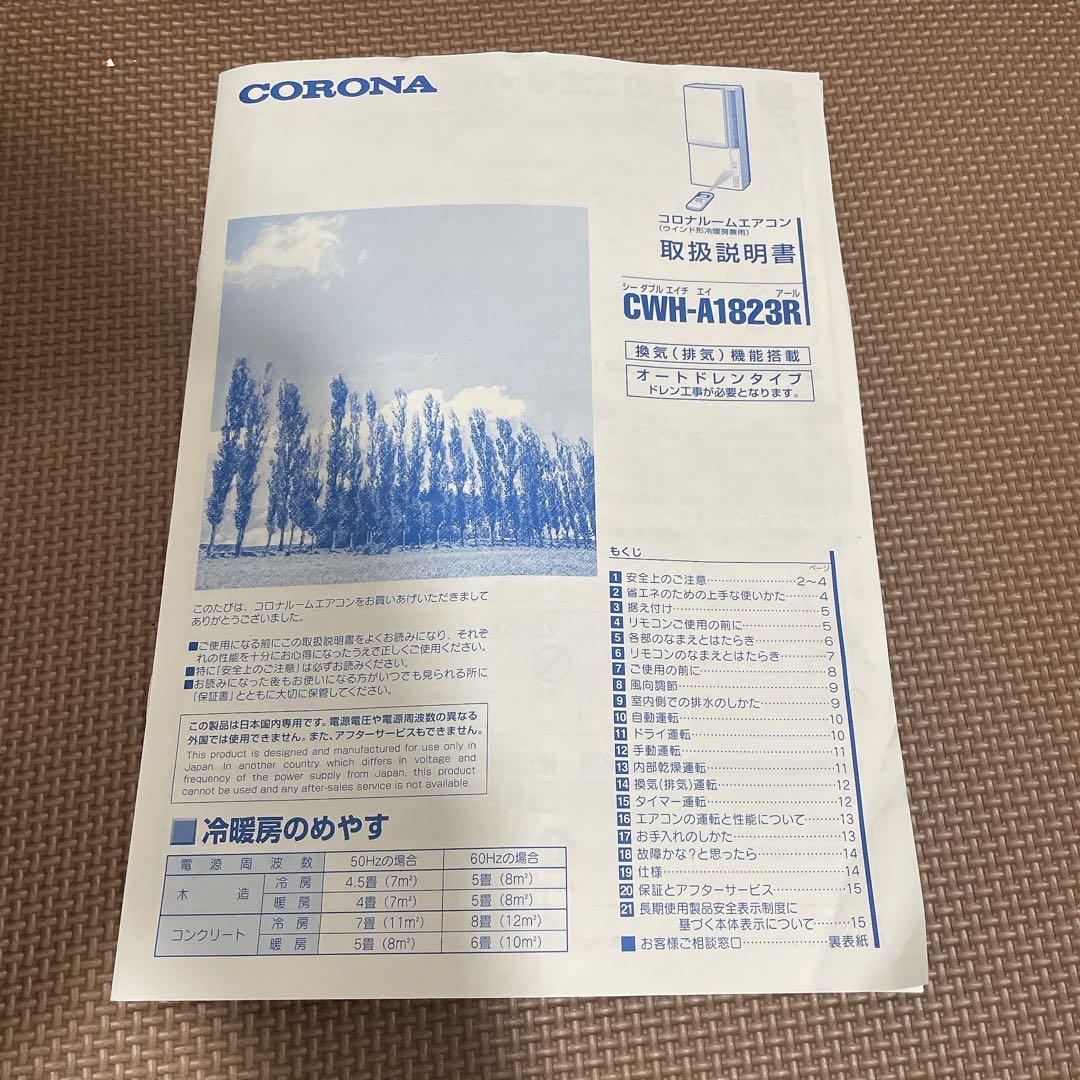 CORONA
コロナルームエアコン
(ウインド形冷暖房兼用)
取扱説明書
シー ダブル エイチ エイ アール
CWH-A1823R
換気(排気)機能搭載
オートドレンタイプ
ドレン工事が必要となります。
このたびは、コロナルームエアコンをお買いあげいただきまして
ありがとうございました。
■ご使用になる前にこの取扱説明書をよくお読みになり、それぞ
れの性能を十分にお心得になったうえで正しくご使用ください。
■特に「安全上のご注意」は必ずお読みください。
■お読みになった後もお使いになる方がいつでも見られる所に
「保証書」とともに大切に保管してください。
この製品は日本国内専用です。電源電圧や電源周波数の異なる
外国では使用できません。また、アフターサービスもできません。
This product is designed and manufactured for use only in
Japan. In another country which differs in voltage and
frequency of the power supply from Japan, this product
cannot be used and any after-sales service is not available.
■冷暖房のめやす
電源周波数 50Hzの場合 60Hzの場合
木造 冷房 4.5畳(7m²) 5畳(8m²)
暖房 4畳(7m²) 5畳(8m²)
コンクリート 冷房 7畳(11m²) 8畳(12m²)
暖房 5畳(8m²) 6畳(10m²)
もくじ
ページ
1 安全上のご注意……………………2～4
2 省エネのための上手な使いかた………4
3 据え付け……………………………………5
4 リモコンご使用の前に…………………5
5 各部のなまえとはたらき………………6
6 リモコンのなまえとはたらき…………7
7 ご使用の前に………………………………8
8 風向調節……………………………………9
9 室内側での排水のしかた………………9
10 自動運転…………………………………10
11 ドライ運転………………………………10
12 手動運転…………………………………11
13 内部乾燥運転……………………………11
14 換気(排気)運転…………………………12
15 タイマー運転……………………………12
16 エアコンの運転と性能について………13
17 お手入れのしかた………………………13
18 故障かな?と思ったら…………………14
19 仕様………………………………………14
20 保証とアフターサービス………………15
21 長期使用製品安全表示制度に
基づく本体表示について………15
■ お客様ご相談窓口…………………裏表紙